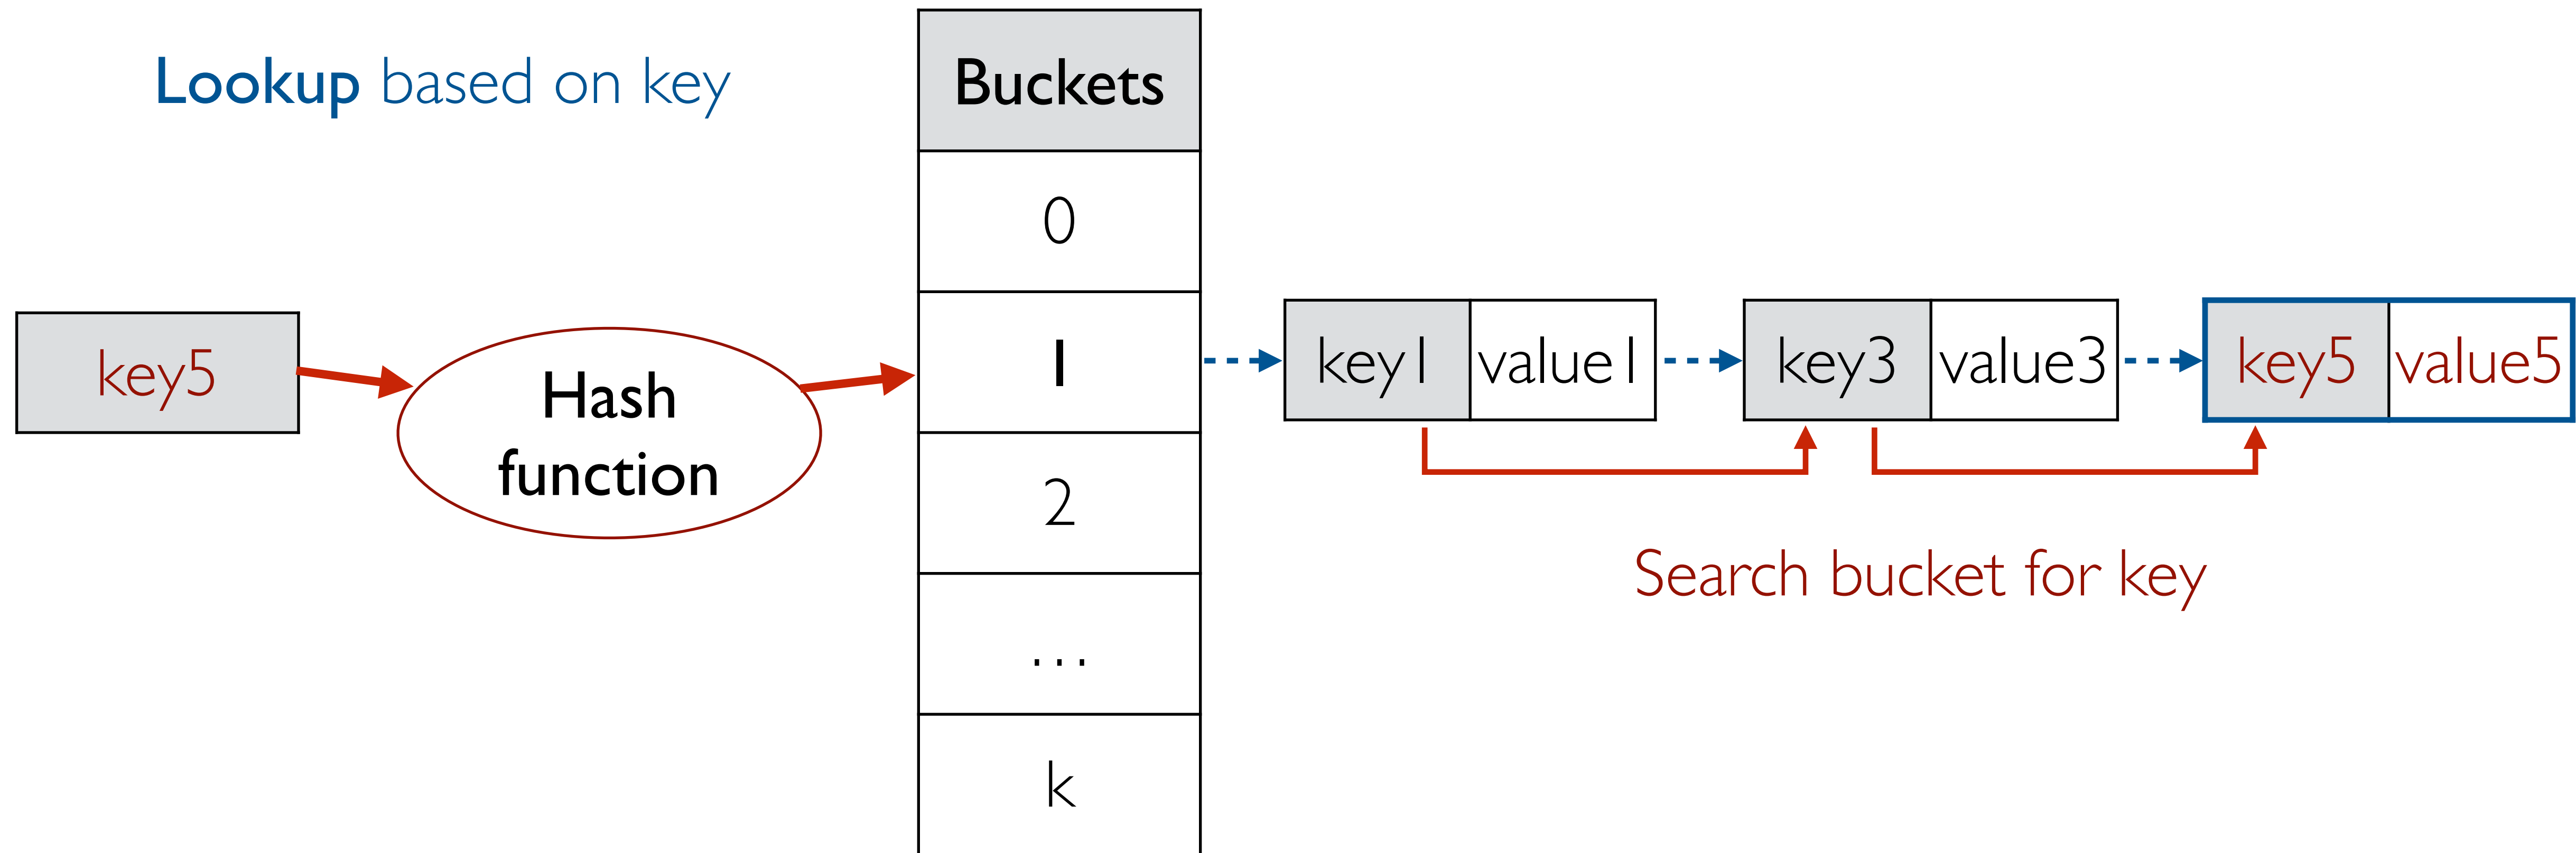 Lookup based on key
Buckets
0
1
2
...
k
key5
Hash
function
key1 value1
key3 value3
key5 value5
Search bucket for key